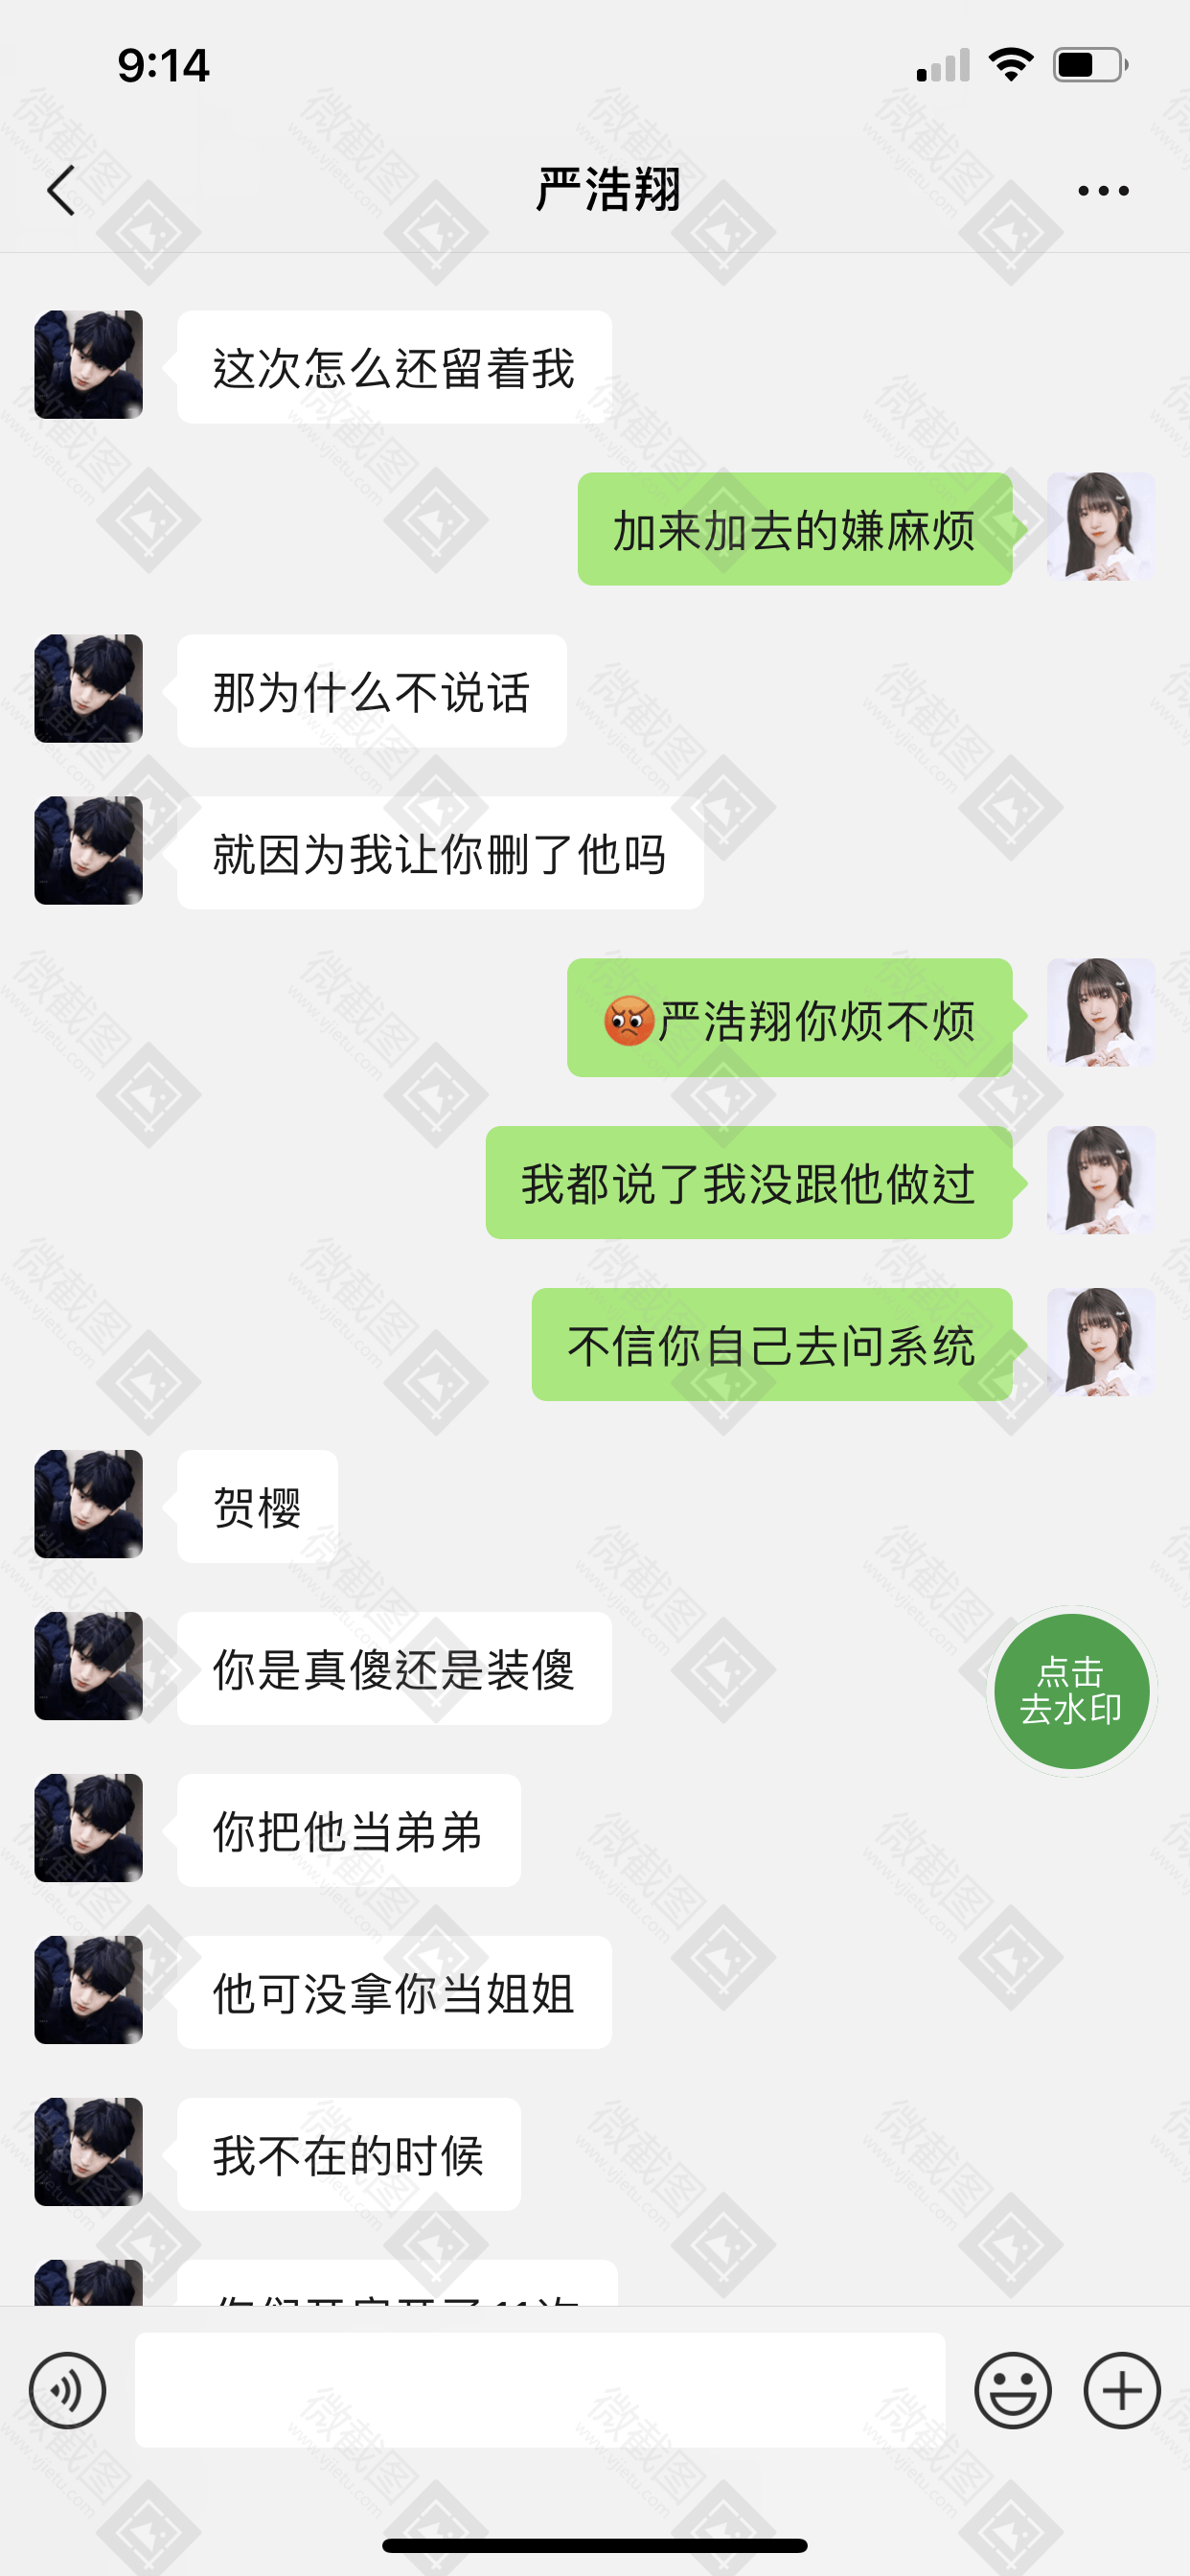 9:14
严浩翔
这次怎么还留着我
加来加去的嫌麻烦
那为什么不说话
就因为我让你删了他吗
😡严浩翔你烦不烦
我都说了我没跟他做过
不信你自己去问系统
贺樱
你是真傻还是装傻
点击
去水印
你把他当弟弟
他可没拿你当姐姐
我不在的时候
微截图
www.vjietu.com